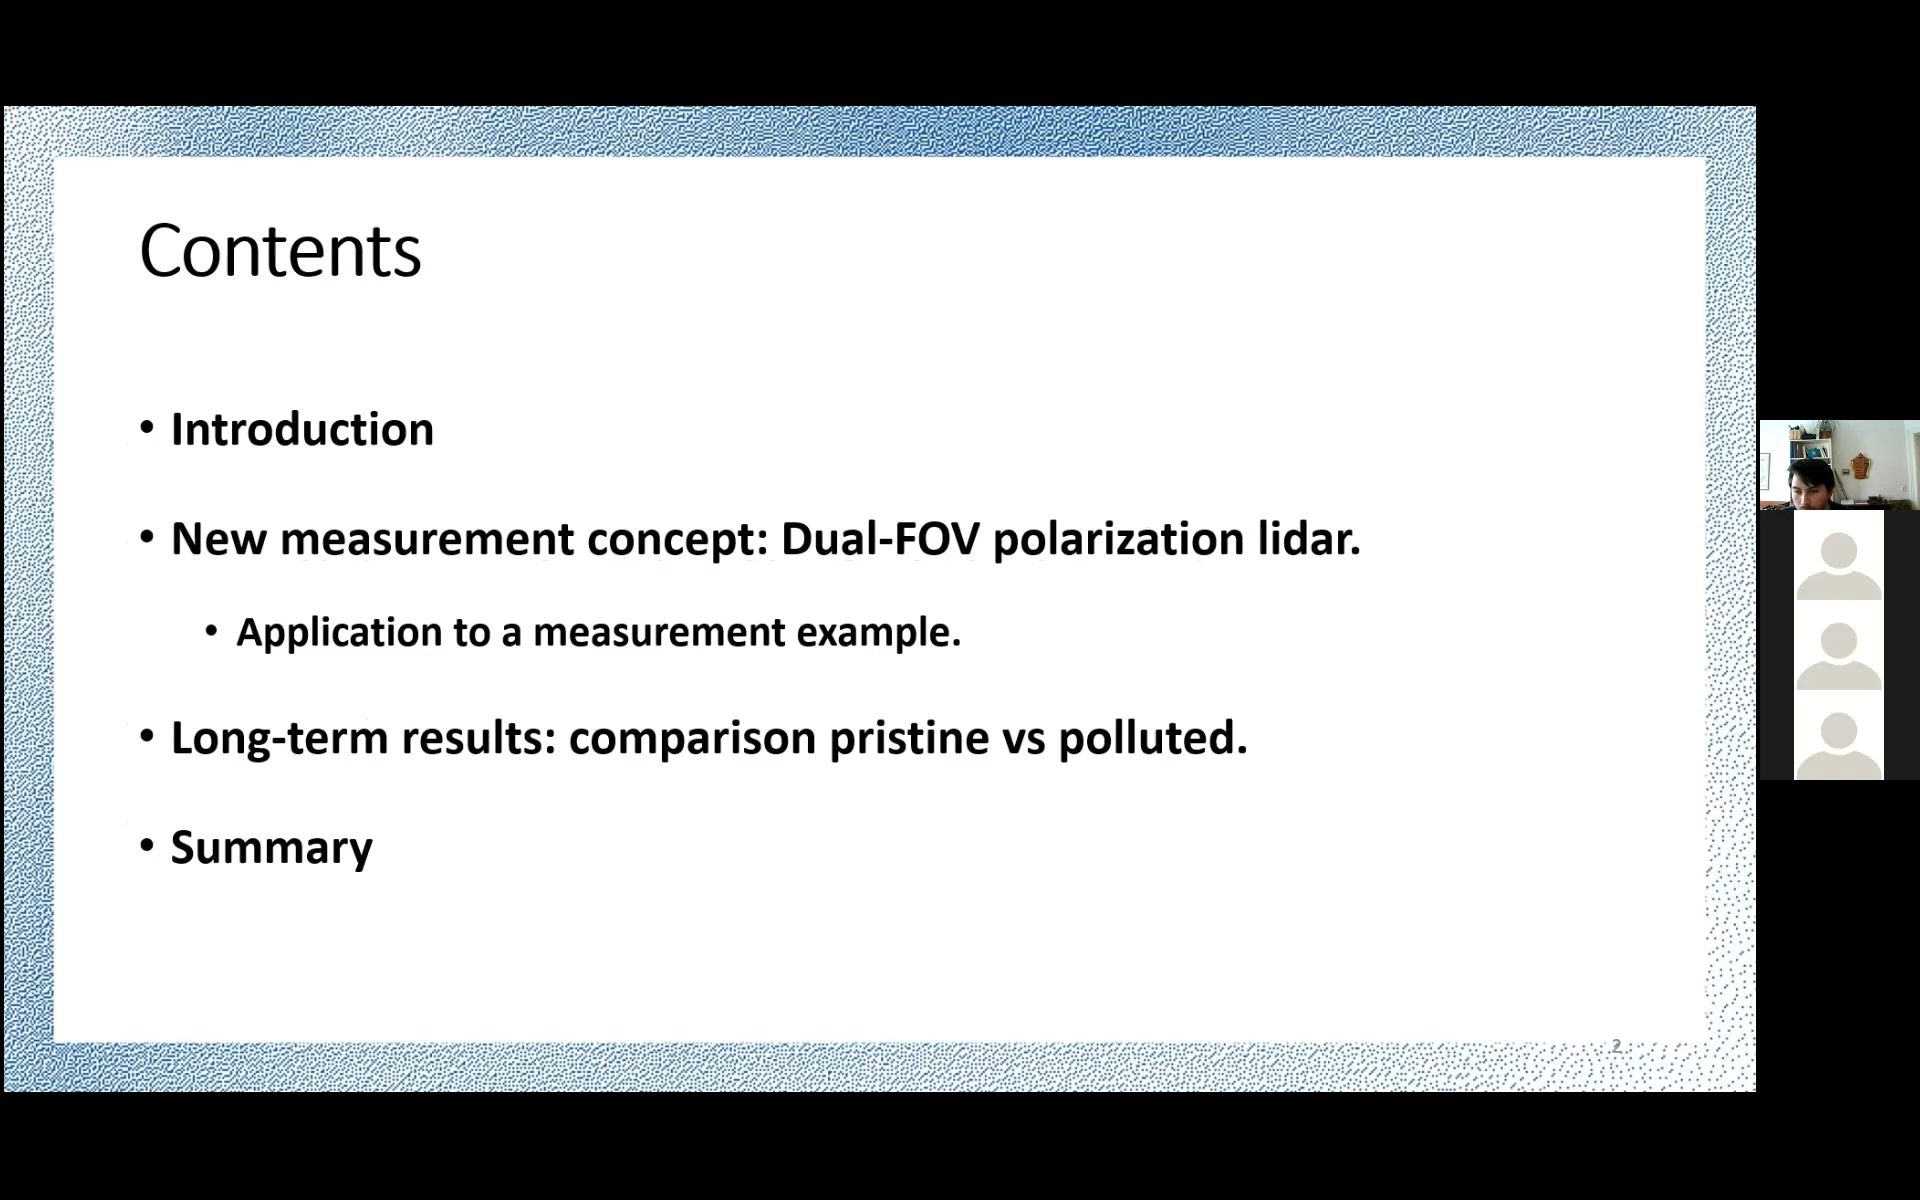 Contents
• Introduction
• New measurement concept: Dual-FOV polarization lidar.
• Application to a measurement example.
• Long-term results: comparison pristine vs polluted.
• Summary
2